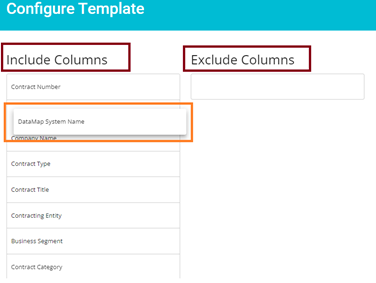 Configure Template
Include Columns
Exclude Columns
Contract Number
DataMap System Name
Company Name
Contract Type
Contract Title
Contracting Entity
Business Segment
Contract Category